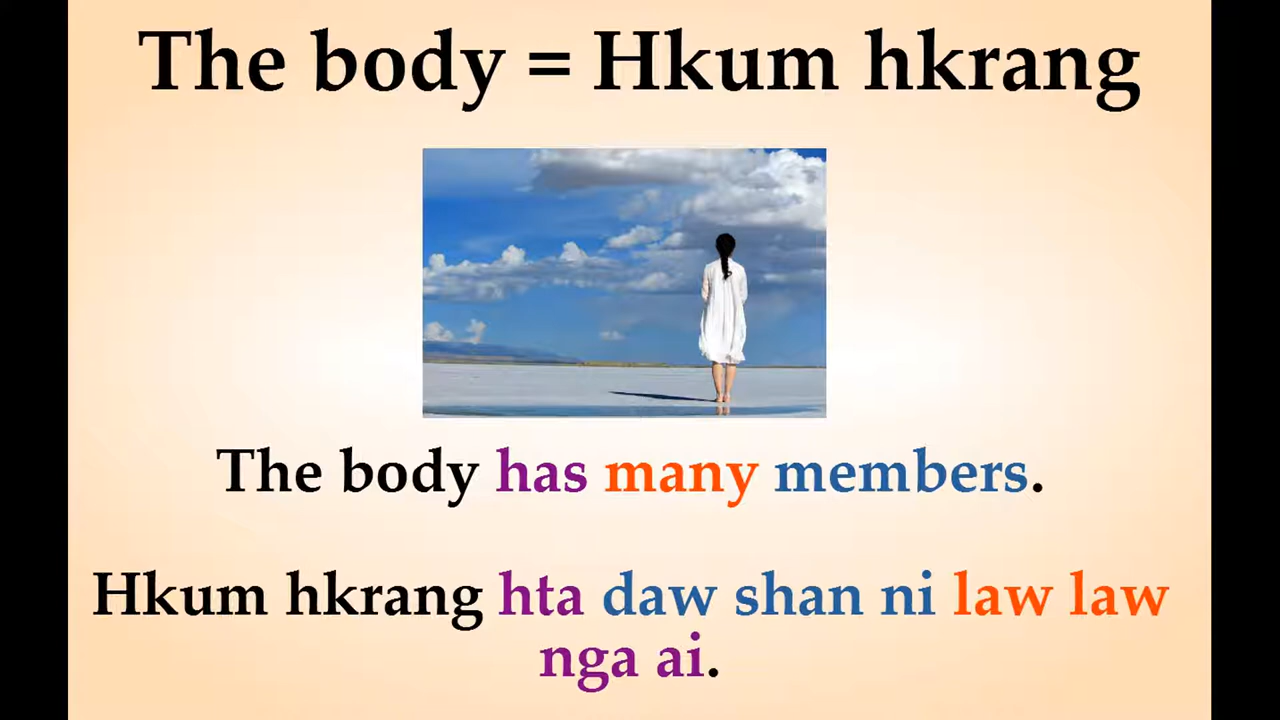 The body = Hkum hkrang
The body has many members.
Hkum hkrang hta daw shan ni law law
nga ai.